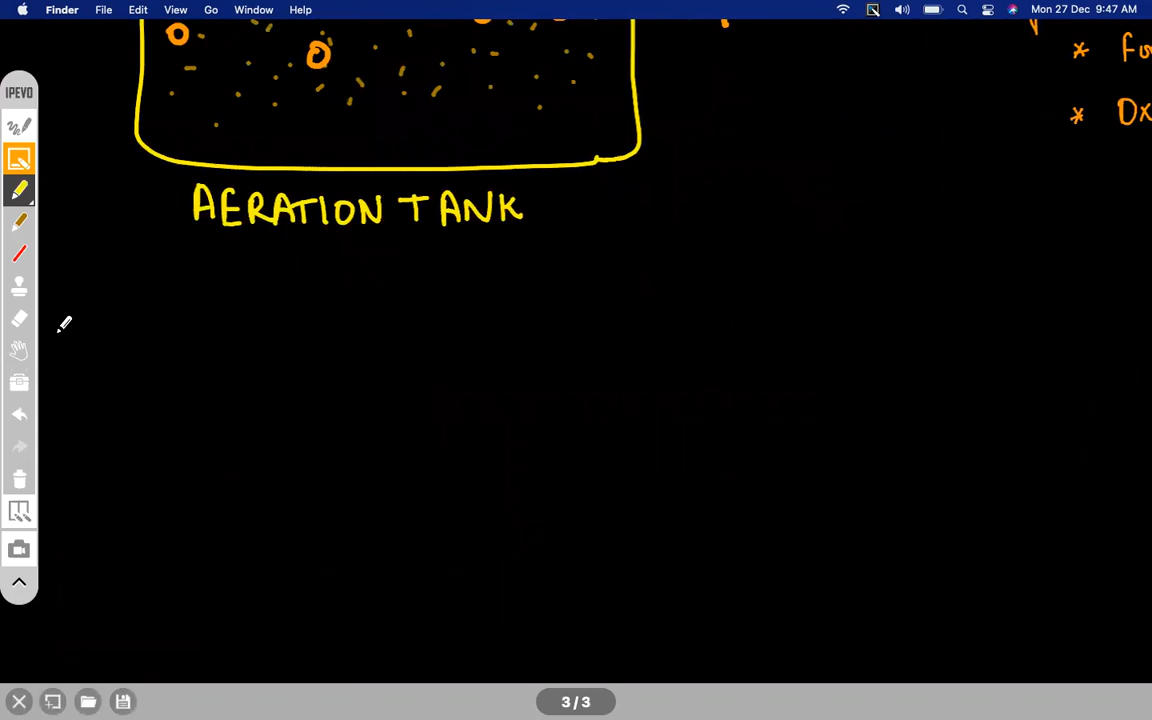 Finder File Edit View Go Window Help Mon 27 Dec 9:47 AM
IPEVO
*
*
AERATION TANK
3/3